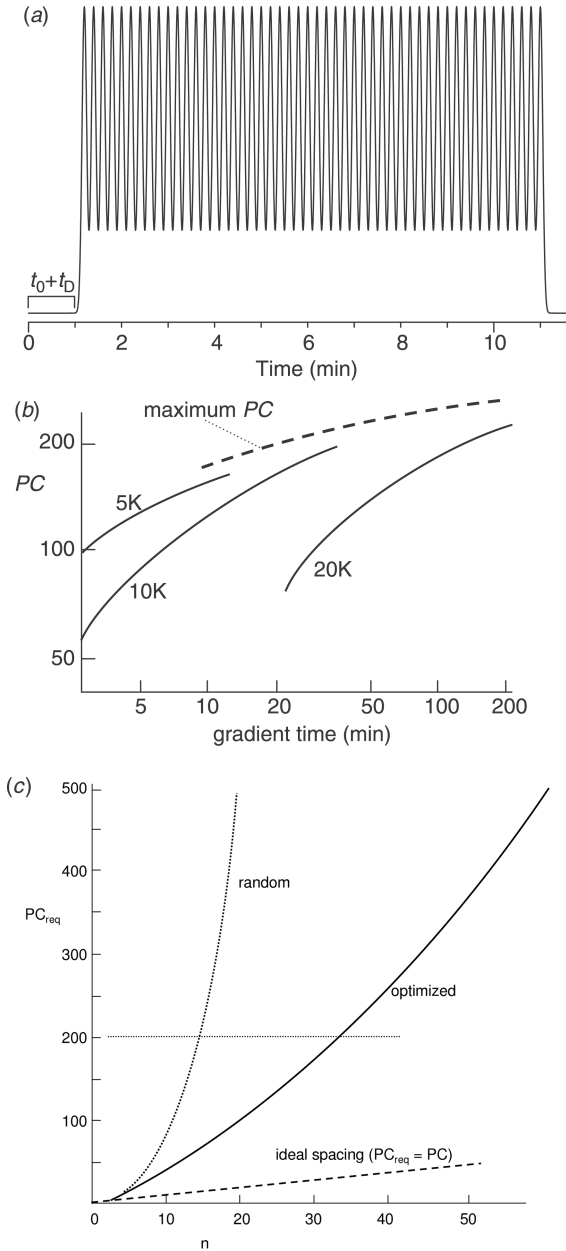 (a)
t0+tD
0 2 4 6 8 10
Time (min)
(b)
maximum PC
200
PC
5K
100
10K
20K
50
5 10 20 50 100 200
gradient time (min)
(c)
500
400
random
PCreq
300
optimized
200
100
ideal spacing (PCreq = PC)
0 10 20 30 40 50
n